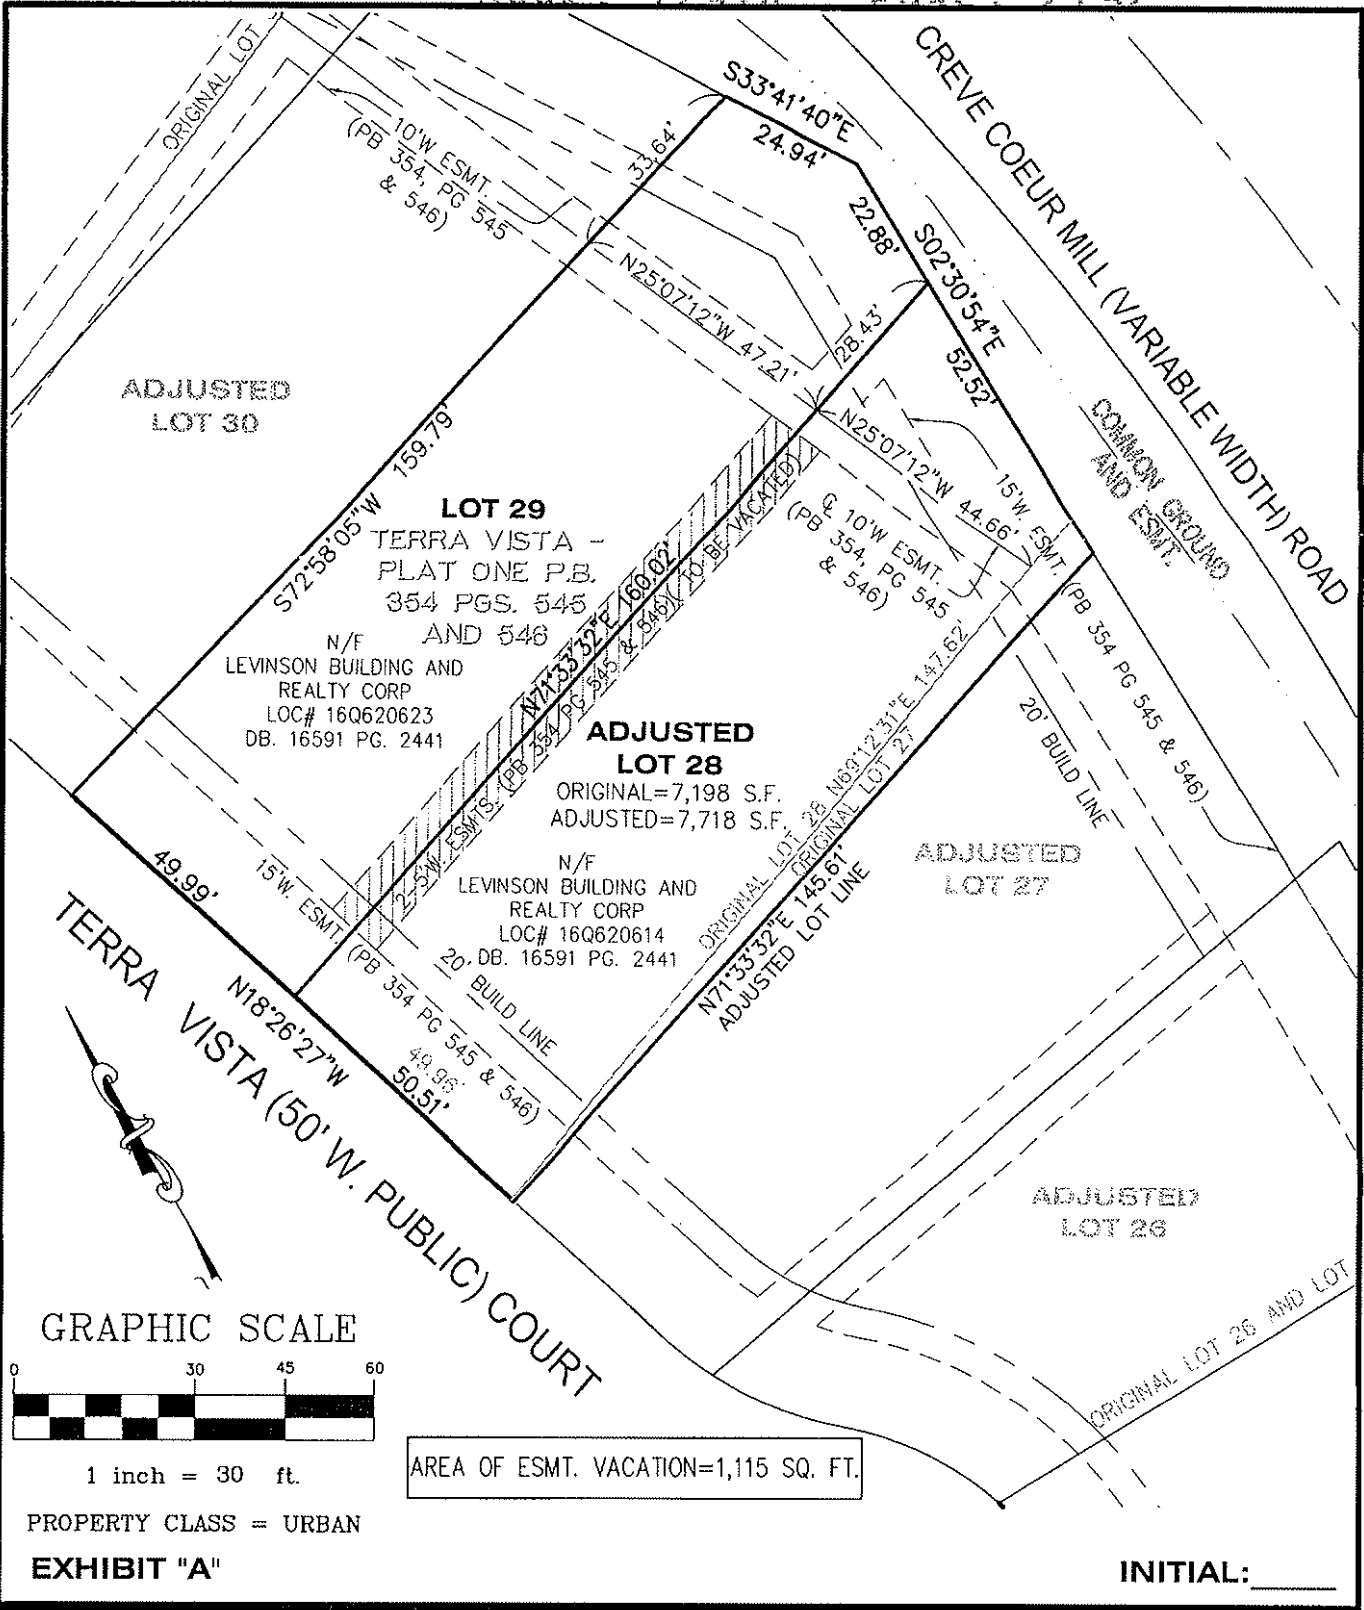 S33°41'40"E
24.94'
CREVE COEUR MILL (VARIABLE WIDTH) ROAD
ORIGINAL LOT
10'W ESMT.
(PB 354, PG 545
& 546)
33.64'
22.88'
S02°30'54"E
52.52'
N25°07'12"W 47.21'
28.43'
COMMON GROUND
AND ESMT.
ADJUSTED
LOT 30
159.79'
S72°58'05"W
N25°07'12"W 44.66'
15'W. ESMT. (PB 354 PG 545 & 546)
℄ 10'W ESMT.
(PB 354, PG 545
& 546)
LOT 29
TERRA VISTA -
PLAT ONE P.B.
354 PGS. 545
AND 546
N/F
LEVINSON BUILDING AND
REALTY CORP
LOC# 16Q620623
DB. 16591 PG. 2441
N71°33'32"E 160.02'
2-5'W. ESMTS. (PB 354 PG 545 & 546)(TO BE VACATED)
ADJUSTED
LOT 28
ORIGINAL=7,198 S.F.
ADJUSTED=7,718 S.F.
N/F
LEVINSON BUILDING AND
REALTY CORP
LOC# 16Q620614
DB. 16591 PG. 2441
ORIGINAL LOT 28 N69°12'31"E 147.62'
ORIGINAL LOT 27
N71°33'32"E 145.61'
ADJUSTED LOT LINE
20' BUILD LINE
ADJUSTED
LOT 27
49.99'
15'W. ESMT.
(PB 354 PG 545 & 546)
20' BUILD LINE
N18°26'27"W
49.96'
50.51'
TERRA VISTA (50' W. PUBLIC) COURT
ADJUSTED
LOT 26
ORIGINAL LOT 26 AND LOT
GRAPHIC SCALE
0 30 45 60
1 inch = 30 ft.
AREA OF ESMT. VACATION=1,115 SQ. FT.
PROPERTY CLASS = URBAN
EXHIBIT "A"
INITIAL: